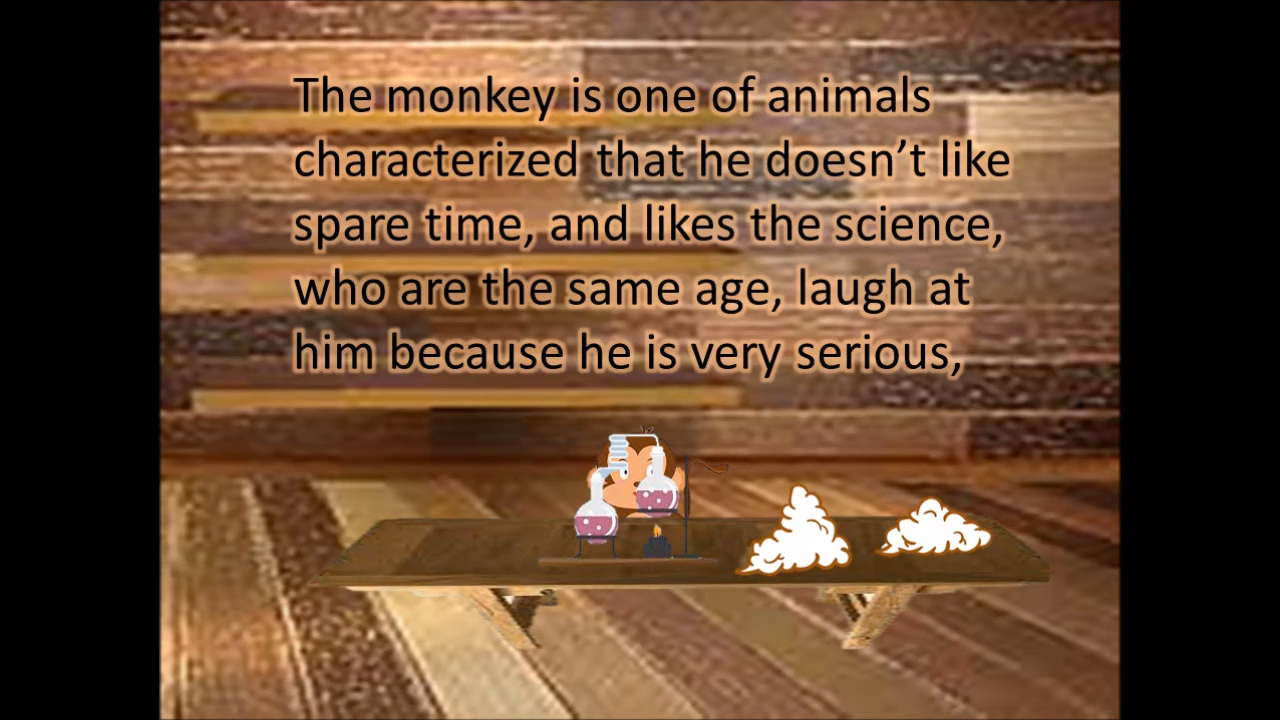 The monkey is one of animals
characterized that he doesn’t like
spare time, and likes the science,
who are the same age, laugh at
him because he is very serious,